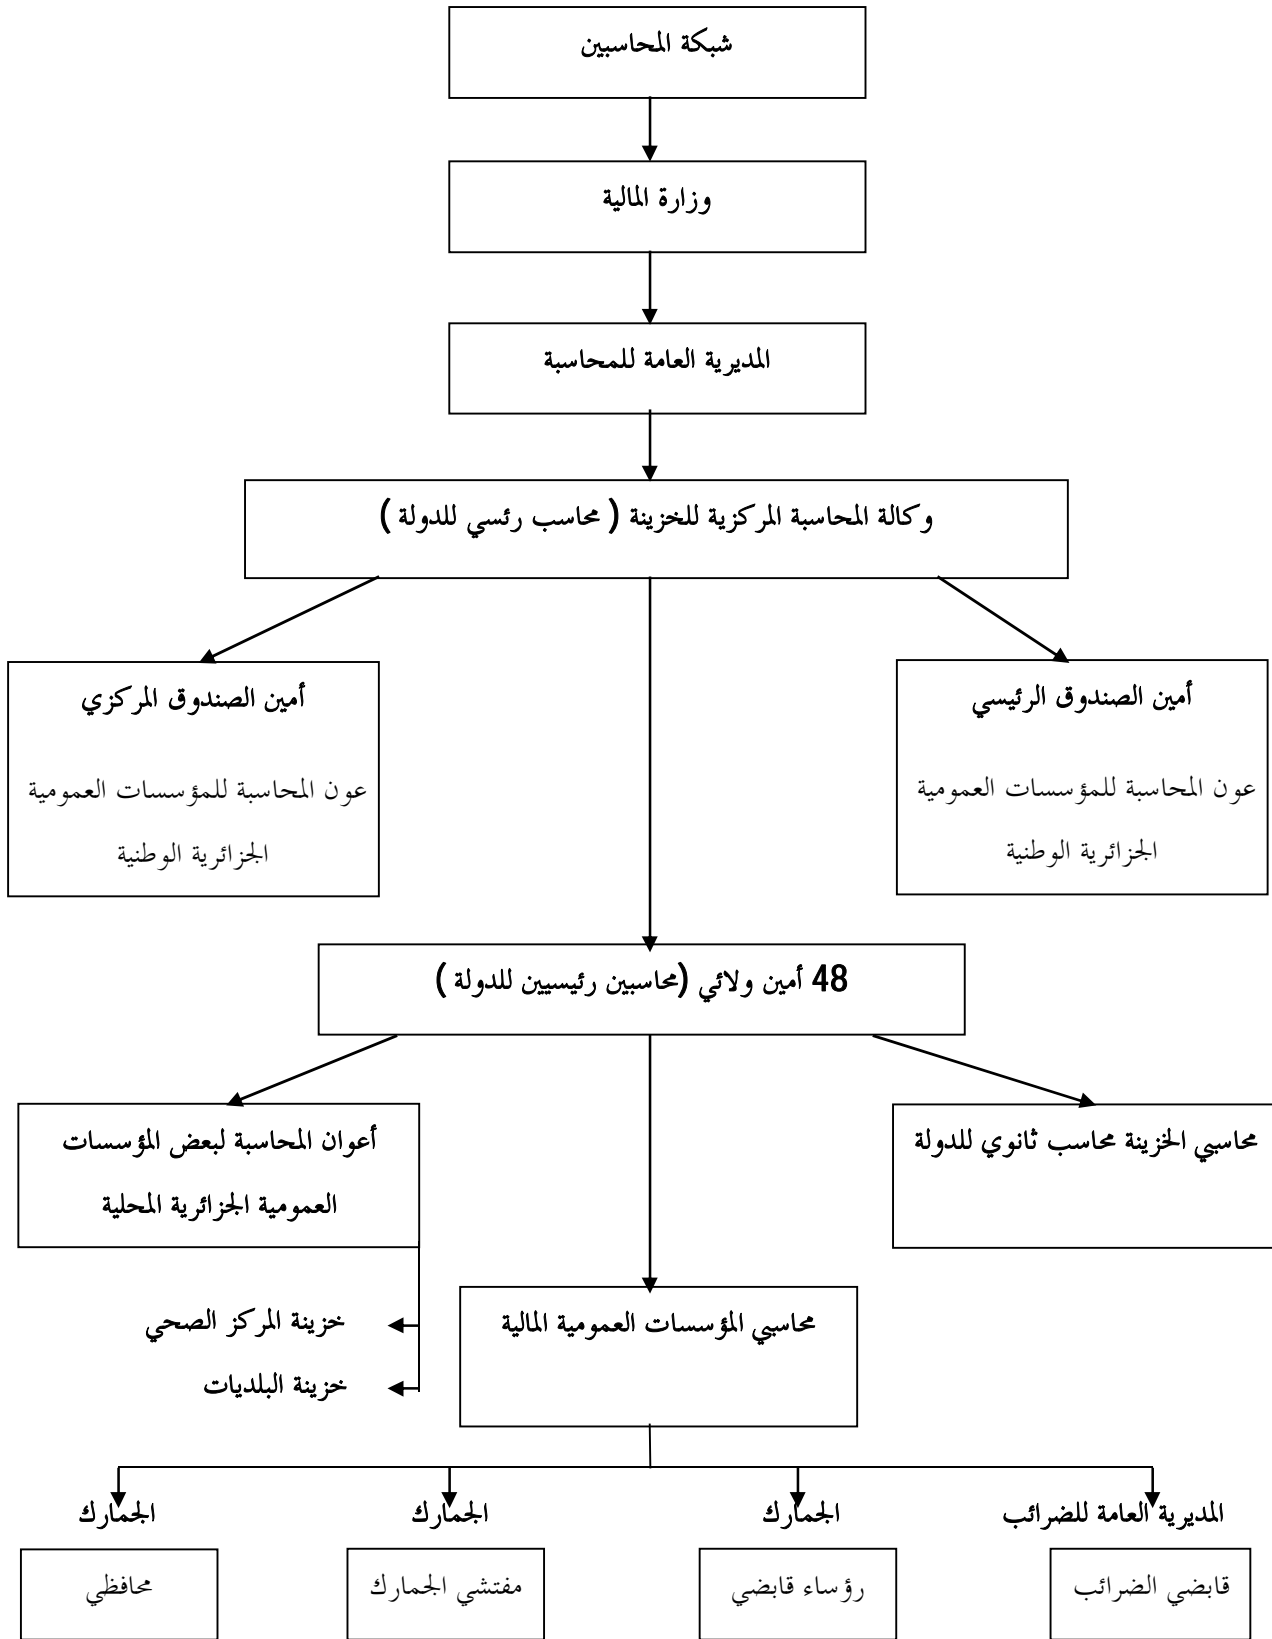 شبكة المحاسبين
وزارة المالية
المديرية العامة للمحاسبة
وكالة المحاسبة المركزية للخزينة ( محاسب رئسي للدولة )
أمين الصندوق الرئيسي
عون المحاسبة للمؤسسات العمومية
الجزائرية الوطنية
أمين الصندوق المركزي
عون المحاسبة للمؤسسات العمومية
الجزائرية الوطنية
48 أمين ولائي (محاسبين رئيسيين للدولة )
محاسبي الخزينة محاسب ثانوي للدولة
أعوان المحاسبة لبعض المؤسسات
العمومية الجزائرية المحلية
خزينة المركز الصحي
خزينة البلديات
محاسبي المؤسسات العمومية المالية
المديرية العامة للضرائب
الجمارك
الجمارك
الجمارك
قابضي الضرائب
رؤساء قابضي
مفتشي الجمارك
محافظي